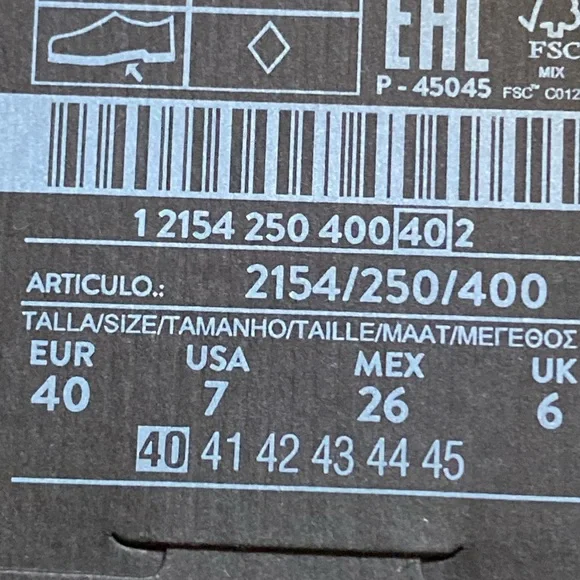 EAC
P - 45045
FSC
MIX
FSC™ C012
1 2154 250 400 40 2
ARTICULO.: 2154/250/400
TALLA/SIZE/TAMANHO/TAILLE/MAAT/ΜΕΓΕΘΟΣ
EUR USA MEX UK
40 7 26 6
40 41 42 43 44 45